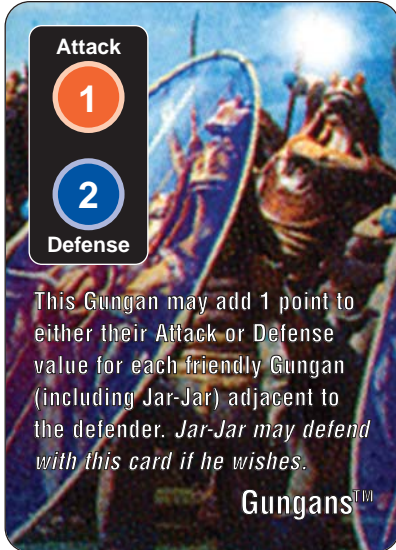 Attack
1
2
Defense
This Gungan may add 1 point to
either their Attack or Defense
value for each friendly Gungan
(including Jar-Jar) adjacent to
the defender. Jar-Jar may defend
with this card if he wishes.
Gungans™